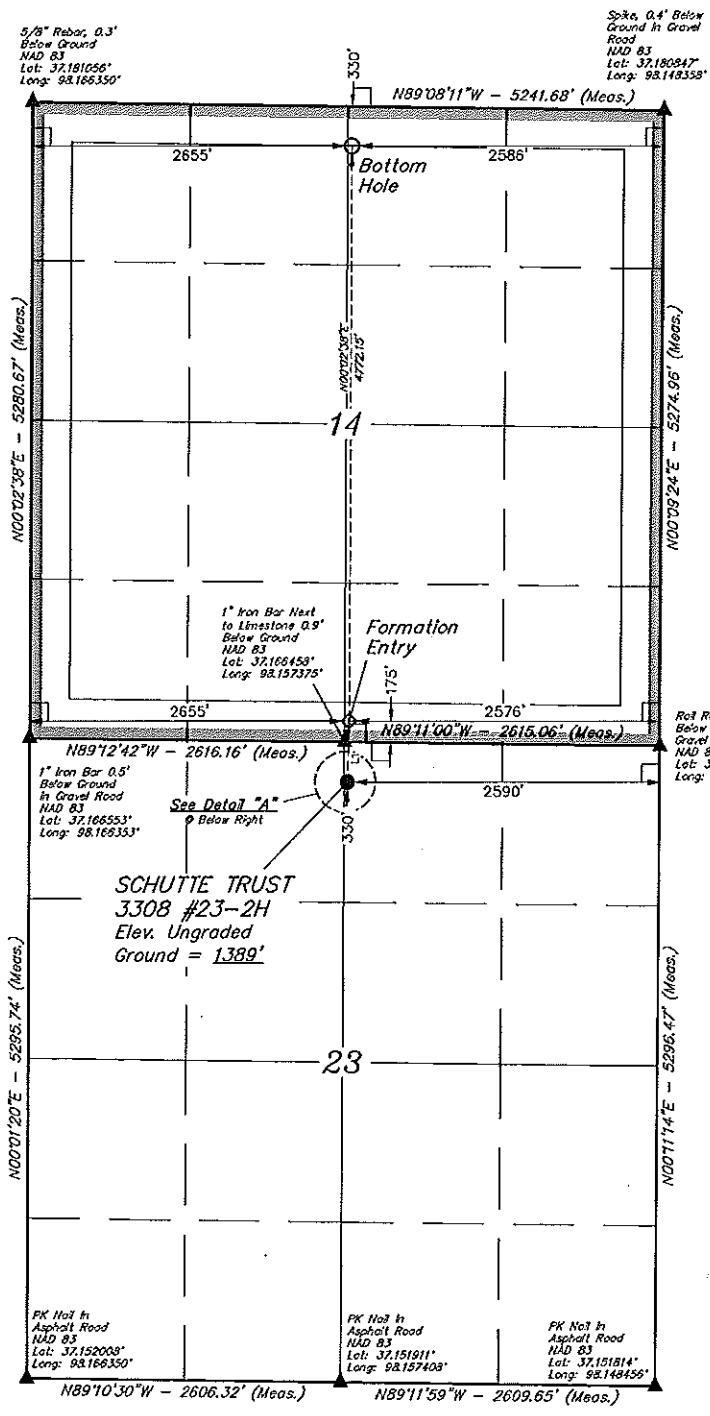 5/8" Rebar, 0.3'
Below Ground
NAD 83
Lat: 37.181056°
Long: 98.166350°
330'
Spike, 0.4' Below
Ground in Gravel
Road
NAD 83
Lat: 37.180847°
Long: 98.148358°
N89°08'11"W - 5241.68' (Meas.)
2655'
2586'
Bottom
Hole
N00°02'38"E - 5280.67' (Meas.)
N00°02'38"E
4772.15'
N00°09'24"E - 5274.96' (Meas.)
14
1" Iron Bar Next
to Limestone 0.9'
Below Ground
NAD 83
Lat: 37.166458°
Long: 98.157375°
Formation
Entry
175'
2655'
2576'
N89°12'42"W - 2616.16' (Meas.)
N89°11'00"W - 2615.06' (Meas.)
1" Iron Bar 0.5'
Below Ground
in Gravel Road
NAD 83
Lat: 37.166553°
Long: 98.166353°
Below
Gravel
Long:
See Detail "A"
Below Right
330'
2590'
SCHUTTE TRUST
3308 #23-2H
Elev. Ungraded
Ground = 1389'
N00°01'20"E - 5295.74' (Meas.)
23
N00°11'14"E - 5296.47' (Meas.)
PK Nail in
Asphalt Road
NAD 83
Lat: 37.152008°
Long: 98.166350°
PK Nail in
Asphalt Road
NAD 83
Lat: 37.151911°
Long: 98.157408°
PK Nail in
Asphalt Road
NAD 83
Lat: 37.151814°
Long: 98.148456°
N89°10'30"W - 2606.32' (Meas.)
N89°11'59"W - 2609.65' (Meas.)